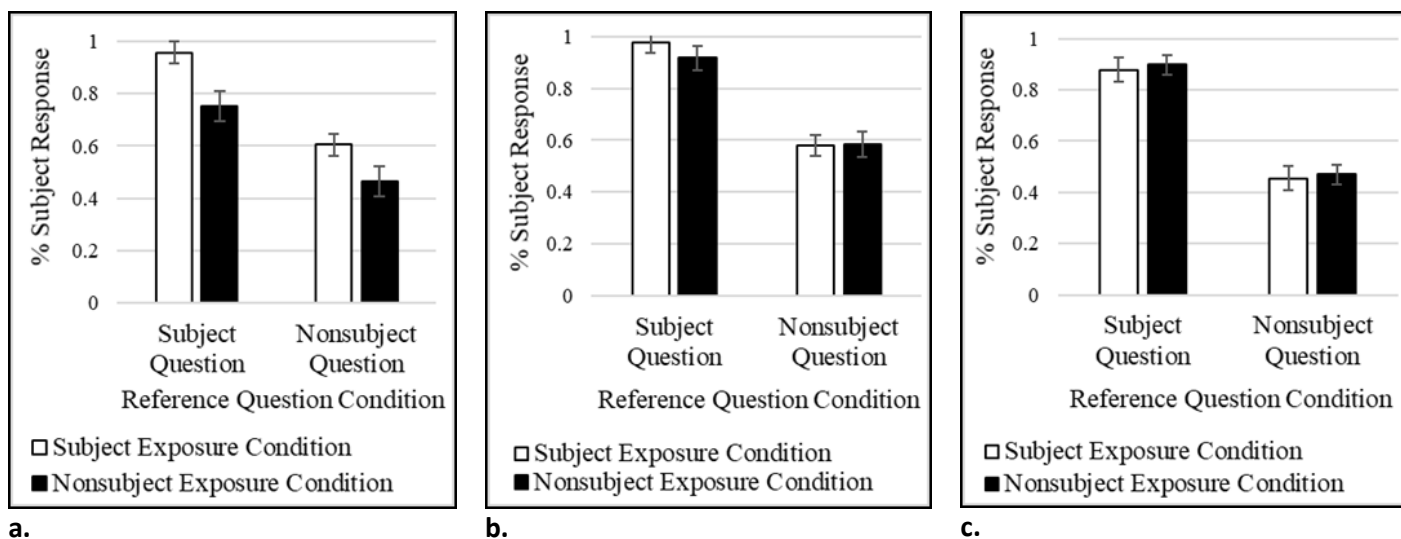 1
0.8
0.6
0.4
0.2
0
% Subject Response
Subject
Question
Nonsubject
Question
Reference Question Condition
Subject Exposure Condition
Nonsubject Exposure Condition
a.
1
0.8
0.6
0.4
0.2
0
% Subject Response
Subject
Question
Nonsubject
Question
Reference Question Condition
Subject Exposure Condition
Nonsubject Exposure Condition
b.
1
0.8
0.6
0.4
0.2
0
% Subject Response
Subject
Question
Nonsubject
Question
Reference Question Condition
Subject Exposure Condition
Nonsubject Exposure Condition
c.